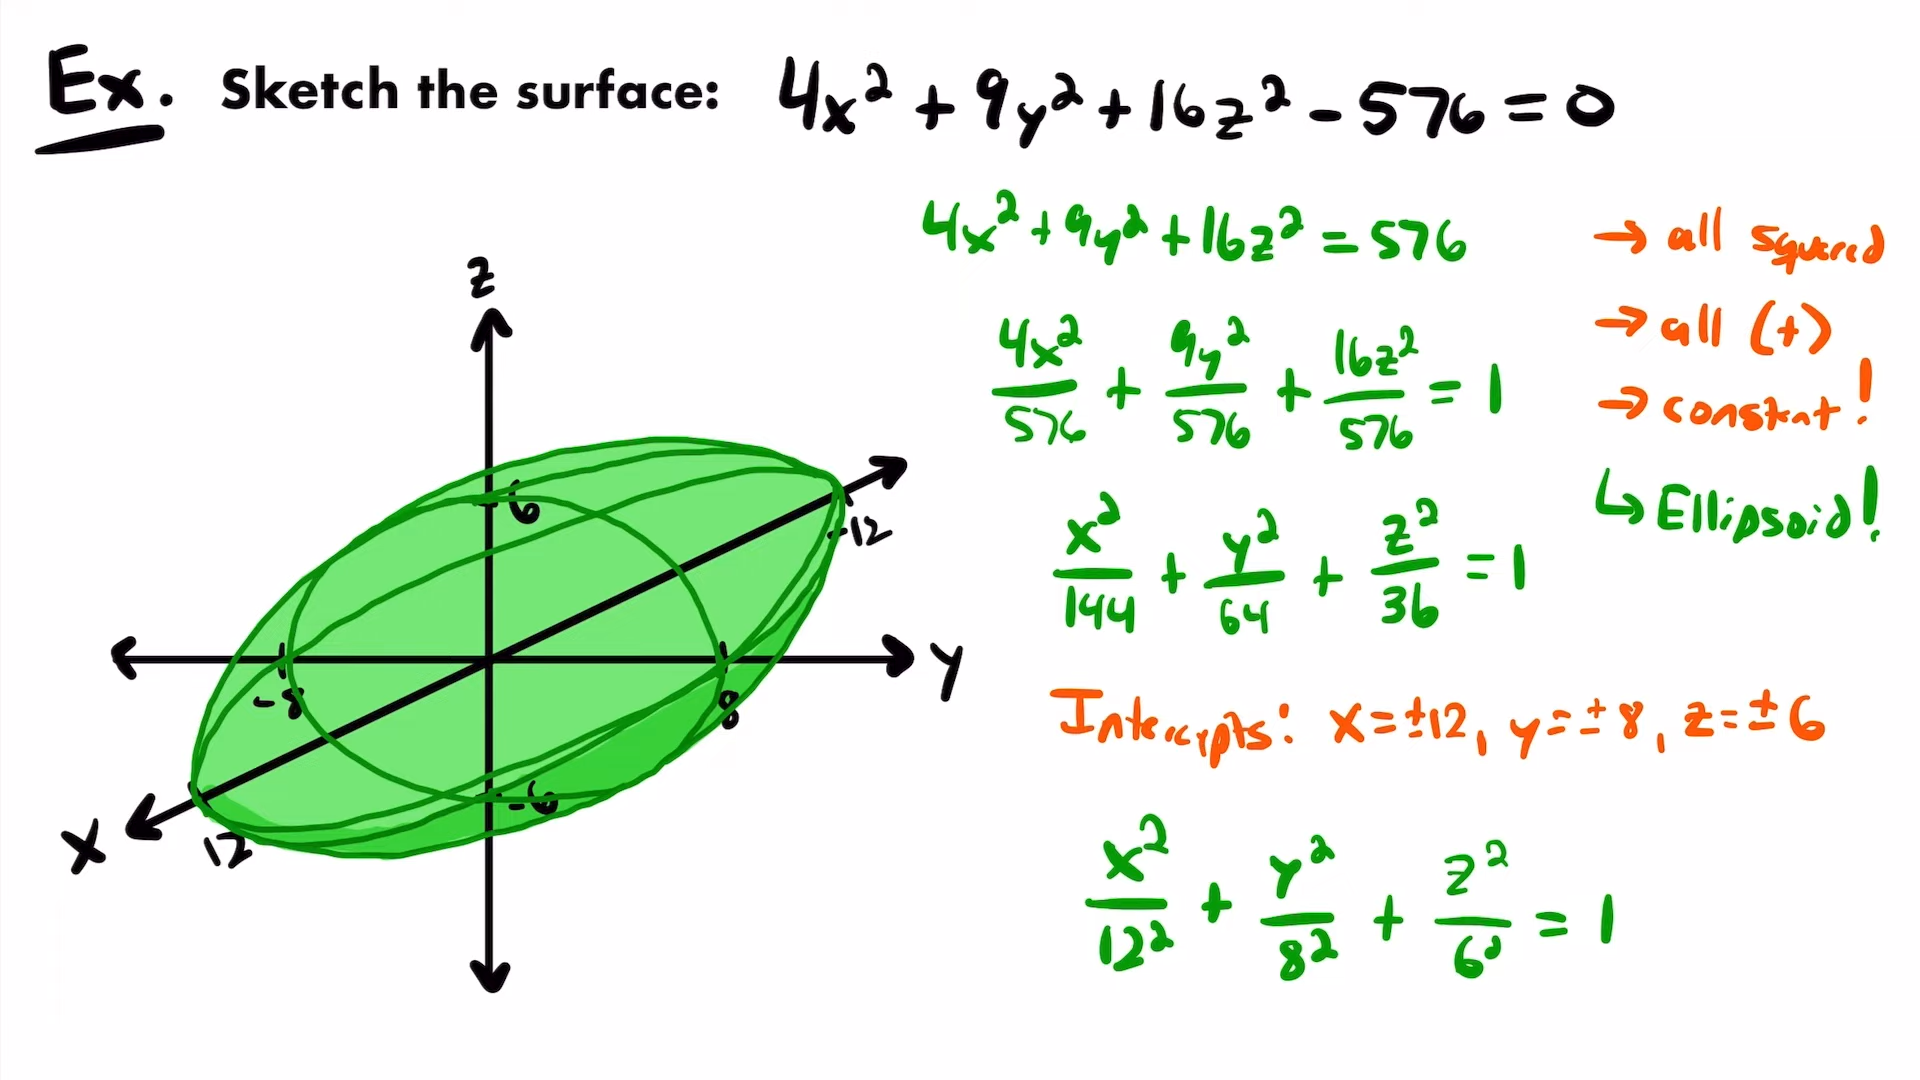 Ex. Sketch the surface: 4x² + 9y² + 16z² - 576 = 0
4x² + 9y² + 16z² = 576
→ all squared
→ all (+)
→ constant!
↳ Ellipsoid!
4x²/576 + 9y²/576 + 16z²/576 = 1
x²/144 + y²/64 + z²/36 = 1
Intercepts: x = ±12, y = ±8, z = ±6
x²/12² + y²/8² + z²/6² = 1
z
6
-12
y
-8
8
-6
x
12